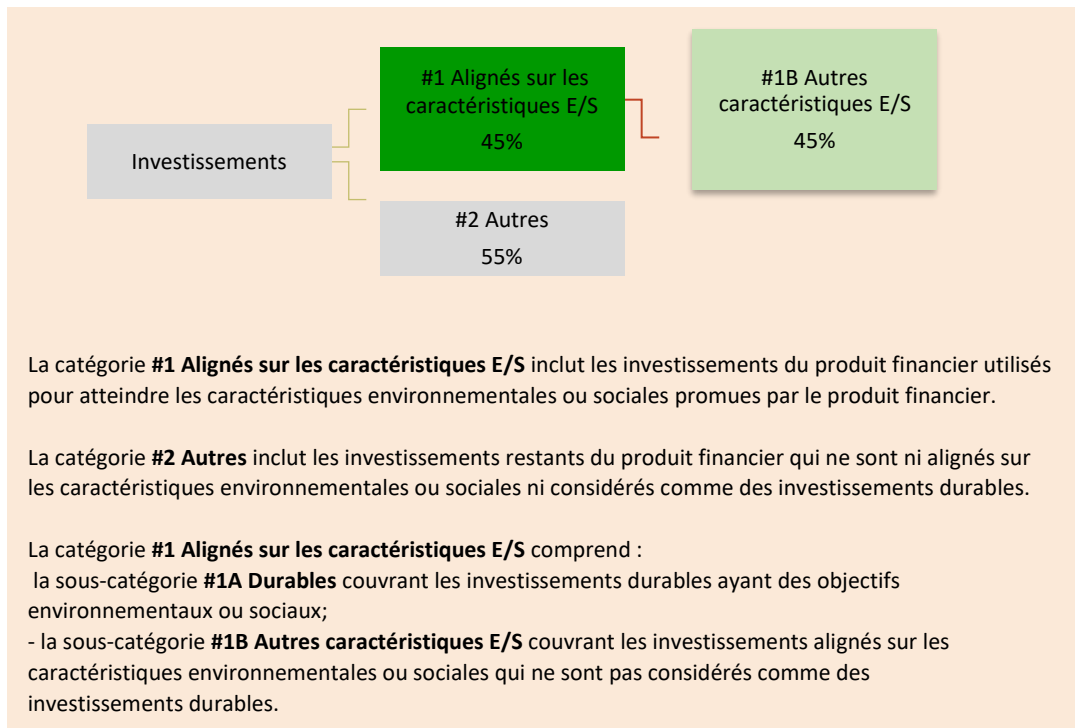 #1 Alignés sur les
caractéristiques E/S
45%
#1B Autres
caractéristiques E/S
45%
Investissements
#2 Autres
55%
La catégorie #1 Alignés sur les caractéristiques E/S inclut les investissements du produit financier utilisés
pour atteindre les caractéristiques environnementales ou sociales promues par le produit financier.
La catégorie #2 Autres inclut les investissements restants du produit financier qui ne sont ni alignés sur
les caractéristiques environnementales ou sociales ni considérés comme des investissements durables.
La catégorie #1 Alignés sur les caractéristiques E/S comprend :
la sous-catégorie #1A Durables couvrant les investissements durables ayant des objectifs
environnementaux ou sociaux;
- la sous-catégorie #1B Autres caractéristiques E/S couvrant les investissements alignés sur les
caractéristiques environnementales ou sociales qui ne sont pas considérés comme des
investissements durables.